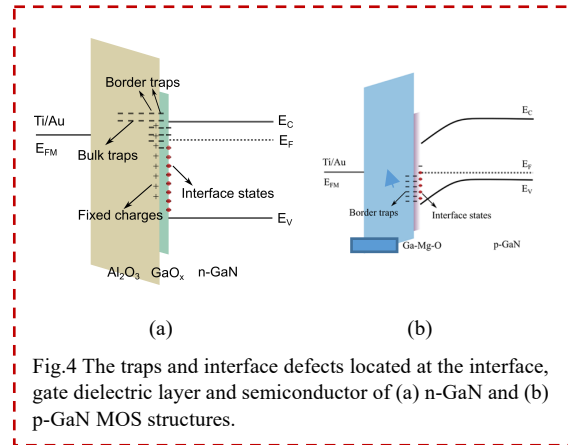 Border traps
Ti/Au
E_C
E_FM
E_F
Bulk traps
Interface states
Fixed charges
E_V
Al₂O₃ GaOₓ n-GaN
(a)
E_C
Ti/Au
E_F
E_FM
E_V
Border traps
Interface states
Ga-Mg-O p-GaN
(b)
Fig.4 The traps and interface defects located at the interface,
gate dielectric layer and semiconductor of (a) n-GaN and (b)
p-GaN MOS structures.